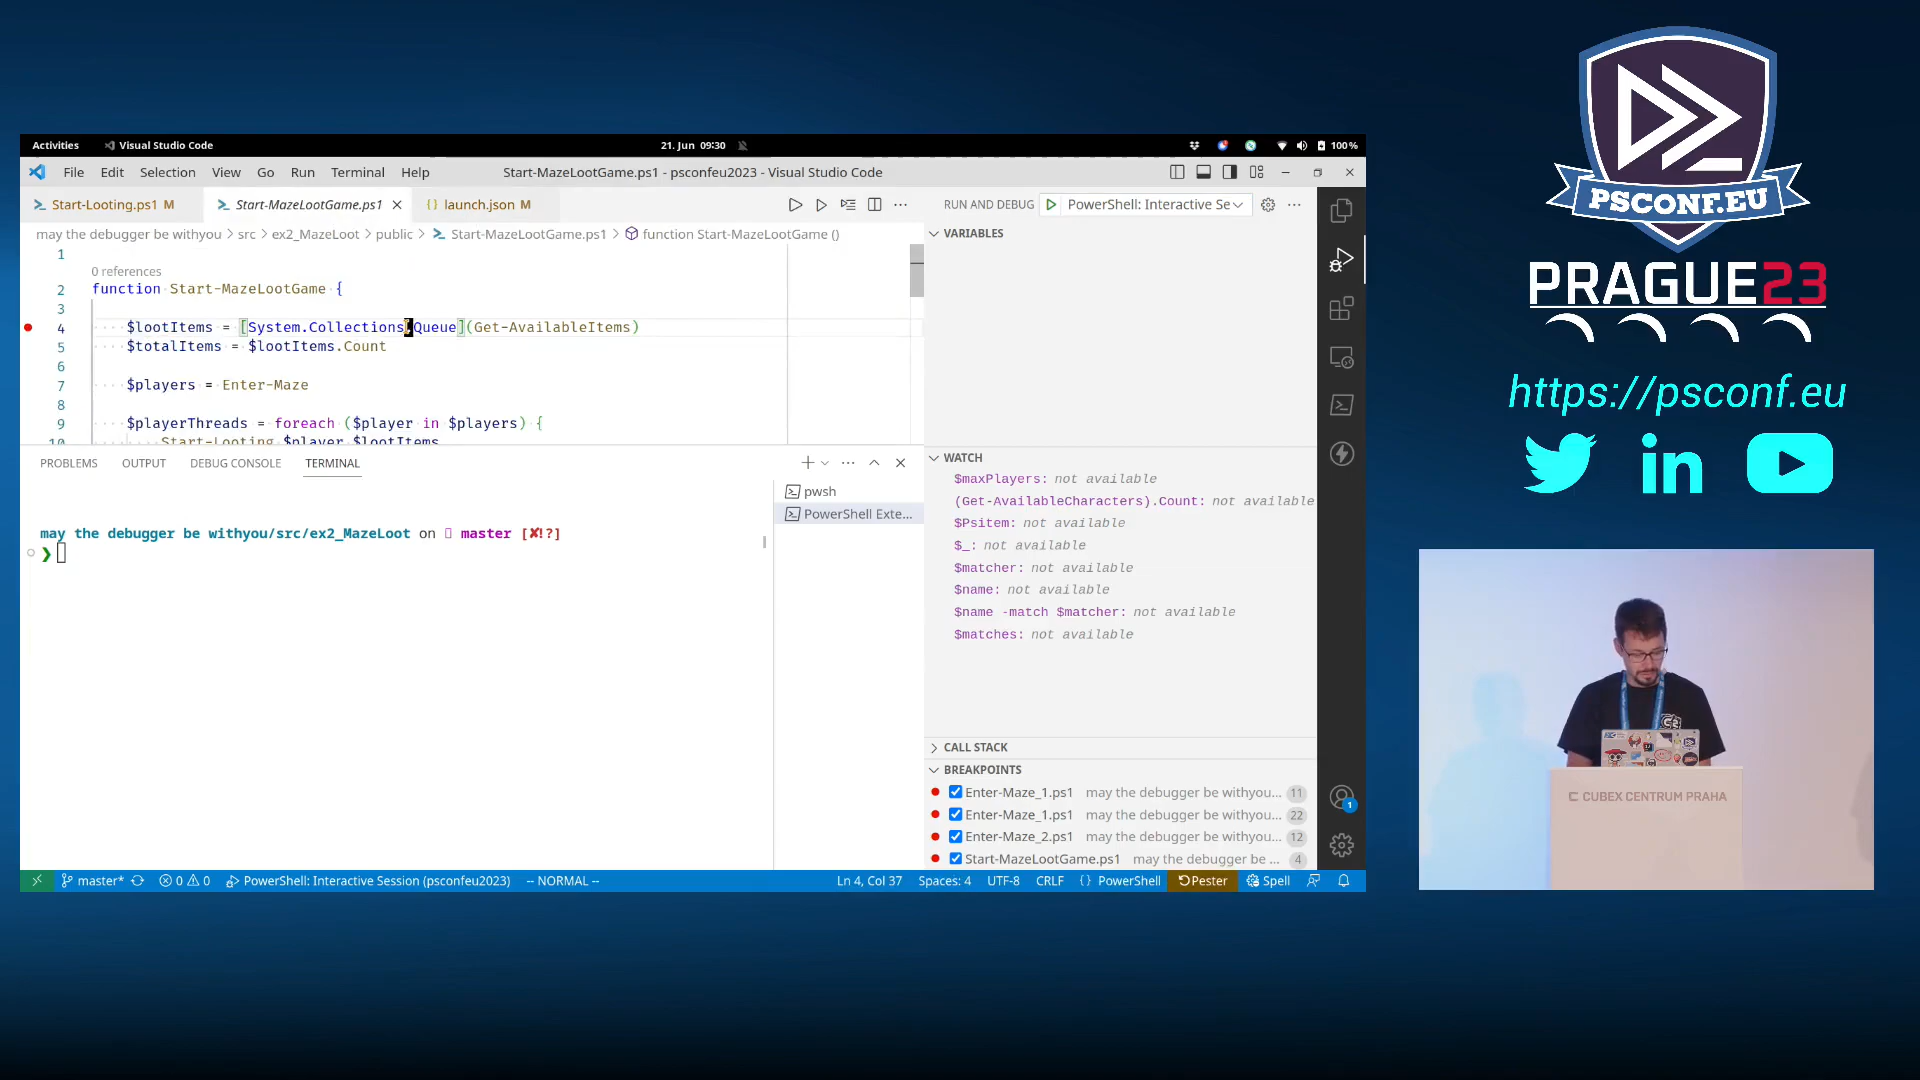 Activities Visual Studio Code 21. Jun 09:30 100%
File Edit Selection View Go Run Terminal Help Start-MazeLootGame.ps1 - psconfeu2023 - Visual Studio Code
Start-Looting.ps1 M Start-MazeLootGame.ps1 launch.json M
may the debugger be withyou > src > ex2_MazeLoot > public > Start-MazeLootGame.ps1 > function Start-MazeLootGame ()
1
0 references
2 function Start-MazeLootGame {
3
4 $lootItems = [System.Collections.Queue](Get-AvailableItems)
5 $totalItems = $lootItems.Count
6
7 $players = Enter-Maze
8
9 $playerThreads = foreach ($player in $players) {
10 Start-Looting $player $lootItems
PROBLEMS OUTPUT DEBUG CONSOLE TERMINAL
pwsh
PowerShell Exte...
may the debugger be withyou/src/ex2_MazeLoot on master [✘!?]
❯
RUN AND DEBUG PowerShell: Interactive Se
VARIABLES
WATCH
$maxPlayers: not available
(Get-AvailableCharacters).Count: not available
$Psitem: not available
$_: not available
$matcher: not available
$name: not available
$name -match $matcher: not available
$matches: not available
CALL STACK
BREAKPOINTS
Enter-Maze_1.ps1 may the debugger be withyou... 11
Enter-Maze_1.ps1 may the debugger be withyou... 22
Enter-Maze_2.ps1 may the debugger be withyou... 12
Start-MazeLootGame.ps1 may the debugger be ... 4
1
master* 0 0 PowerShell: Interactive Session (psconfeu2023) -- NORMAL -- Ln 4, Col 37 Spaces: 4 UTF-8 CRLF { } PowerShell Pester Spell
PSCONF.EU
PRAGUE23
https://psconf.eu
in
CUBEX CENTRUM PRAHA